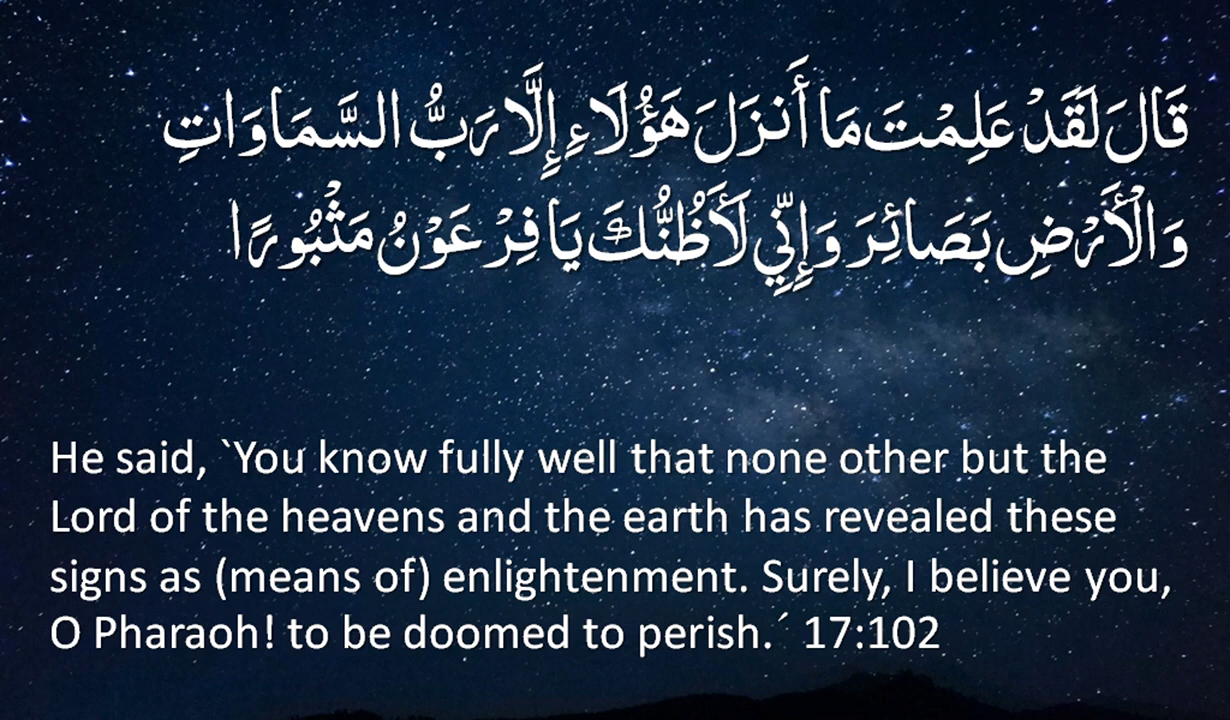 قَالَ لَقَدْ عَلِمْتَ مَا أَنزَلَ هَؤُلَاءِ إِلَّا رَبُّ السَّمَاوَاتِ
وَالْأَرْضِ بَصَائِرَ وَإِنِّي لَأَظُنُّكَ يَا فِرْعَوْنُ مَثْبُورًا
He said, `You know fully well that none other but the
Lord of the heavens and the earth has revealed these
signs as (means of) enlightenment. Surely, I believe you,
O Pharaoh! to be doomed to perish.´ 17:102